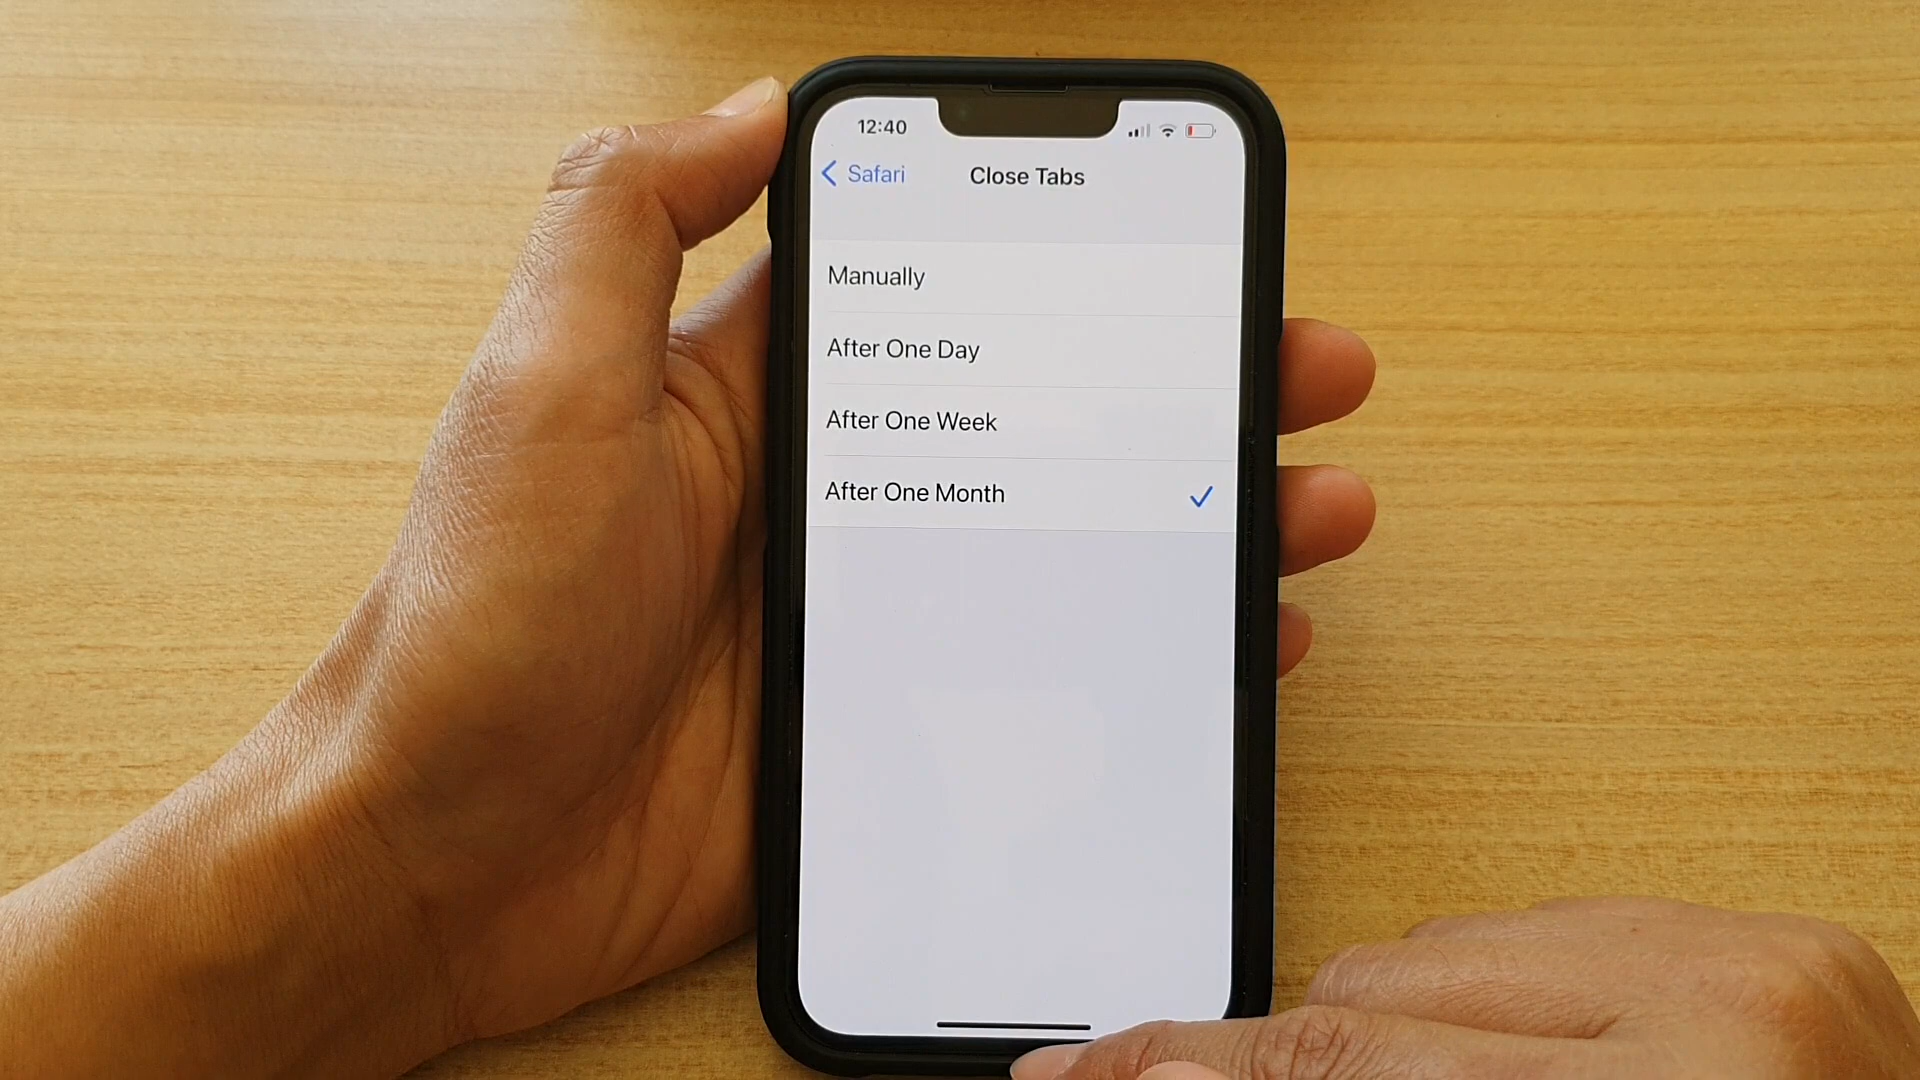 12:40
Safari
Close Tabs
Manually
After One Day
After One Week
After One Month